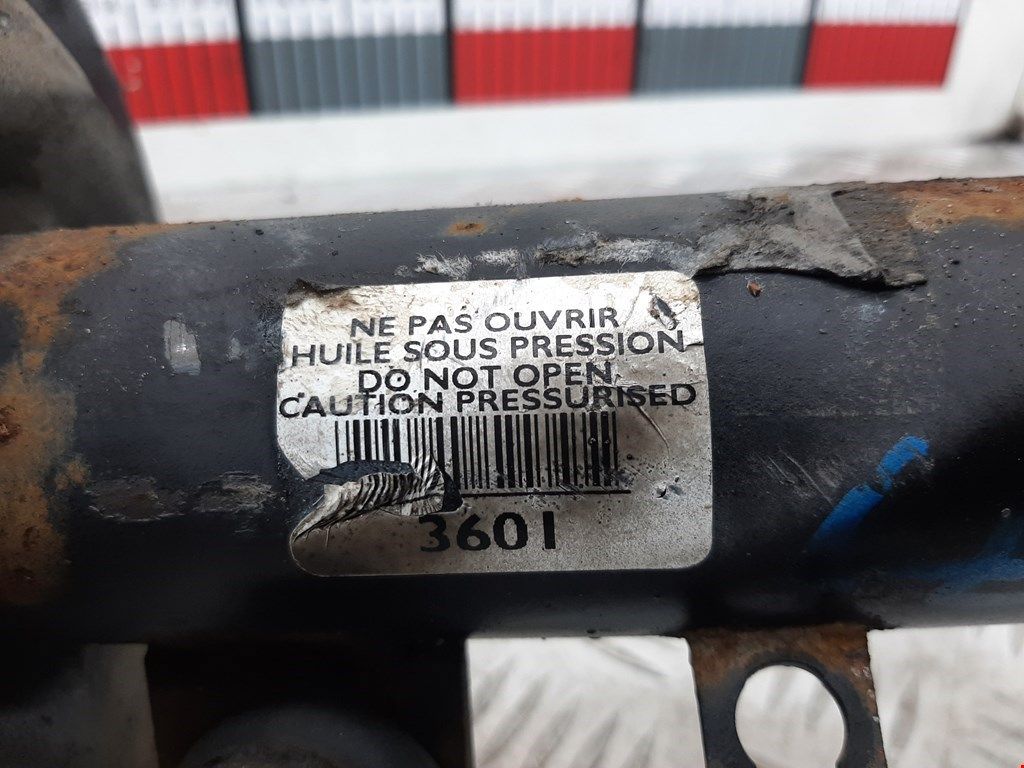 NE PAS OUVRIR
HUILE SOUS PRESSION
DO NOT OPEN
CAUTION PRESSURISED
3601